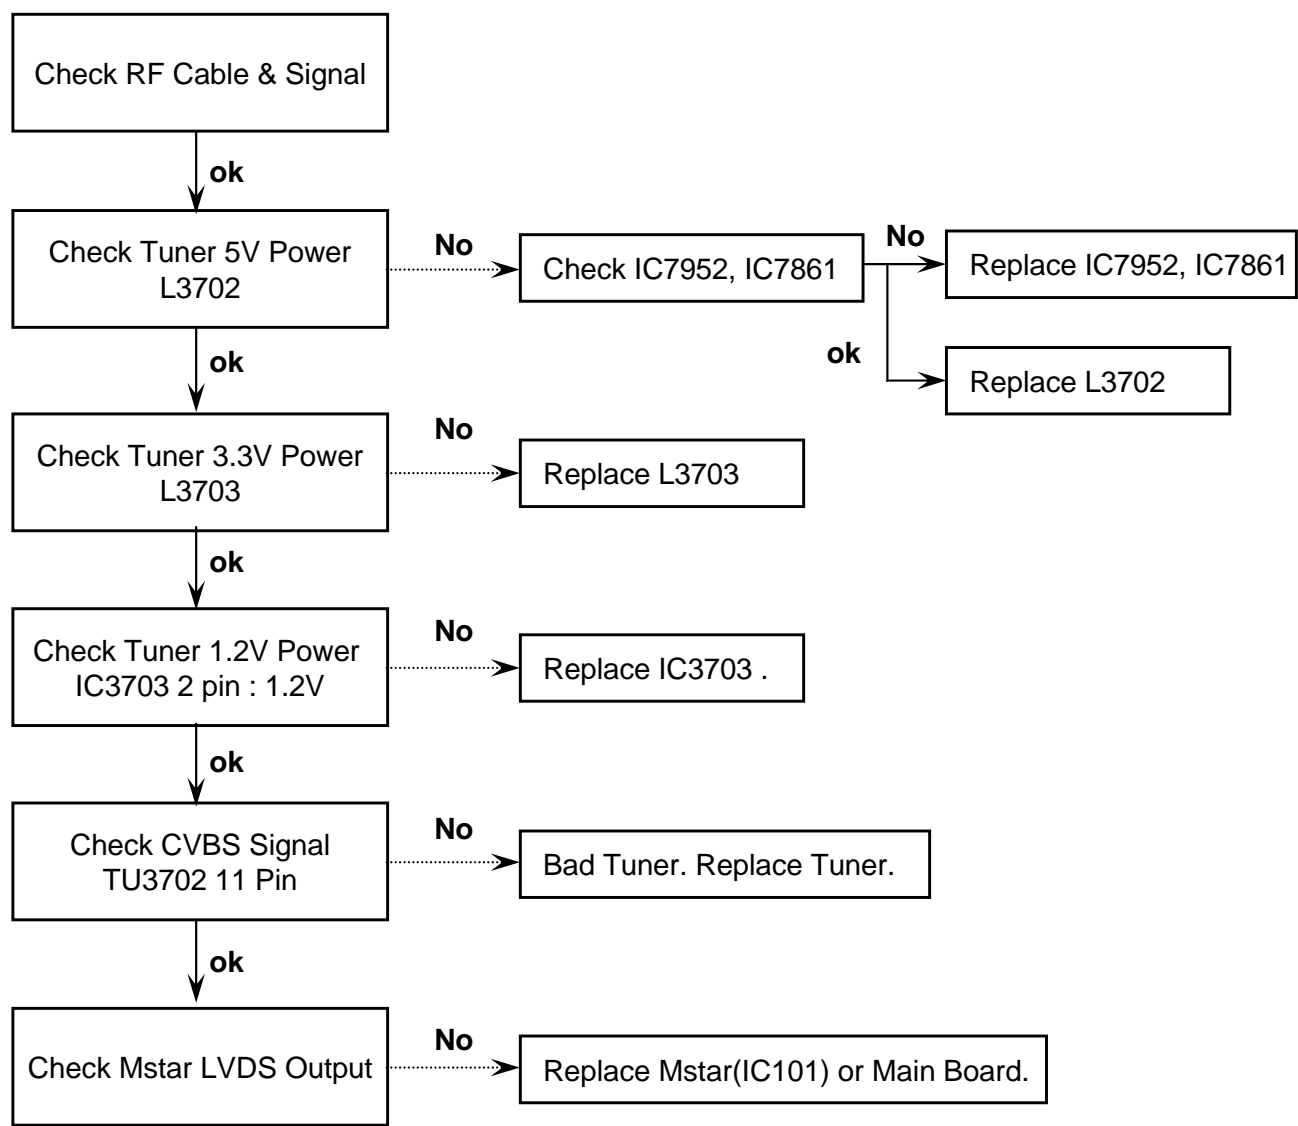 Check RF Cable & Signal
ok
Check Tuner 5V Power
L3702
No
Check IC7952, IC7861
No
Replace IC7952, IC7861
ok
Replace L3702
ok
Check Tuner 3.3V Power
L3703
No
Replace L3703
ok
Check Tuner 1.2V Power
IC3703 2 pin : 1.2V
No
Replace IC3703 .
ok
Check CVBS Signal
TU3702 11 Pin
No
Bad Tuner. Replace Tuner.
ok
Check Mstar LVDS Output
No
Replace Mstar(IC101) or Main Board.